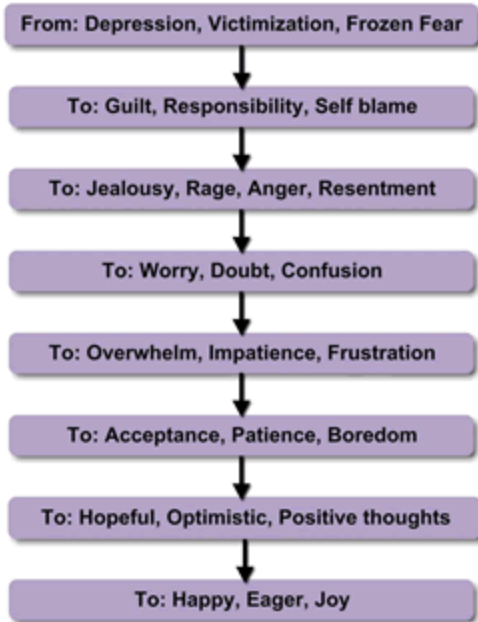 From: Depression, Victimization, Frozen Fear
To: Guilt, Responsibility, Self blame
To: Jealousy, Rage, Anger, Resentment
To: Worry, Doubt, Confusion
To: Overwhelm, Impatience, Frustration
To: Acceptance, Patience, Boredom
To: Hopeful, Optimistic, Positive thoughts
To: Happy, Eager, Joy